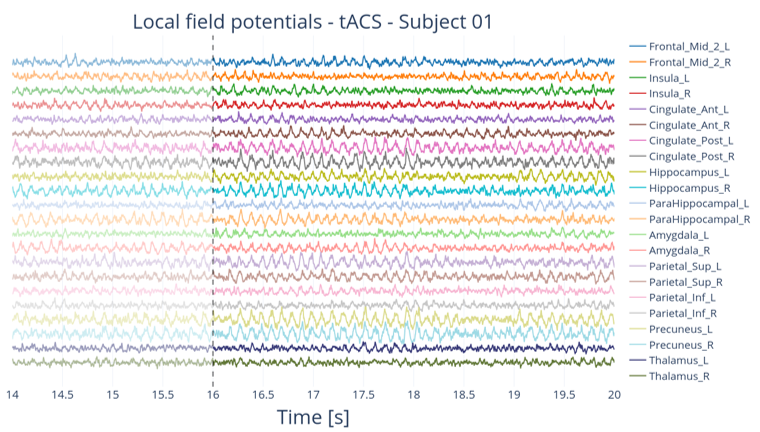 Local field potentials - tACS - Subject 01
Frontal_Mid_2_L
Frontal_Mid_2_R
Insula_L
Insula_R
Cingulate_Ant_L
Cingulate_Ant_R
Cingulate_Post_L
Cingulate_Post_R
Hippocampus_L
Hippocampus_R
ParaHippocampal_L
ParaHippocampal_R
Amygdala_L
Amygdala_R
Parietal_Sup_L
Parietal_Sup_R
Parietal_Inf_L
Parietal_Inf_R
Precuneus_L
Precuneus_R
Thalamus_L
Thalamus_R
14 14.5 15 15.5 16 16.5 17 17.5 18 18.5 19 19.5 20
Time [s]